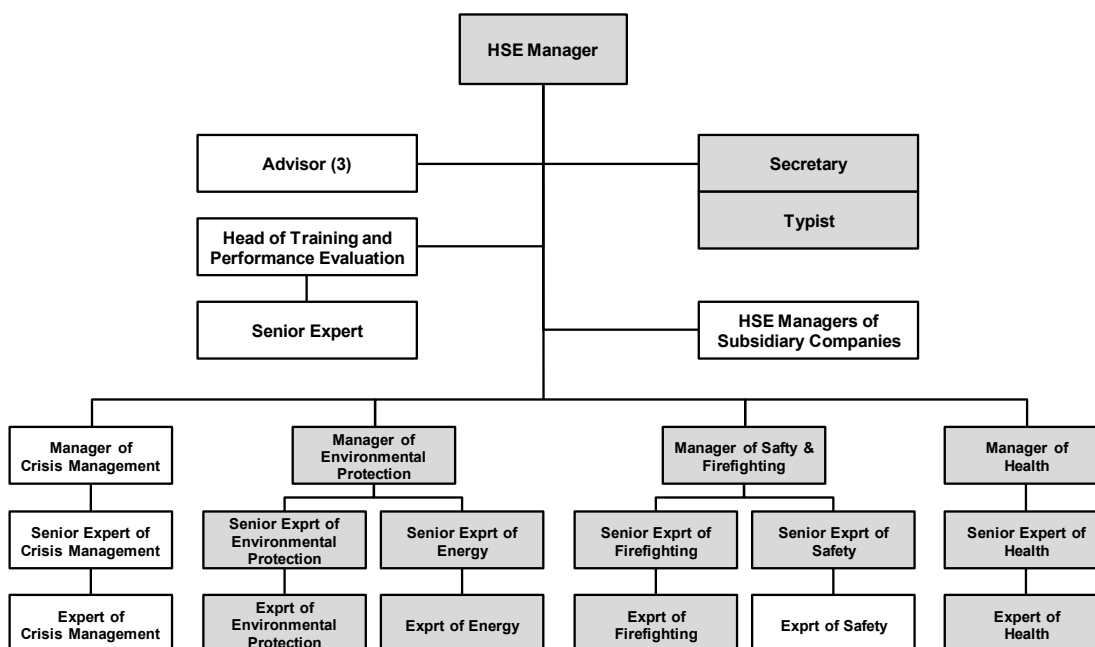 HSE Manager
Advisor (3)
Secretary
Typist
Head of Training and
Performance Evaluation
Senior Expert
HSE Managers of
Subsidiary Companies
Manager of
Crisis Management
Manager of
Environmental
Protection
Manager of Safty &
Firefighting
Manager of
Health
Senior Expert of
Crisis Management
Senior Exprt of
Environmental
Protection
Senior Exprt of
Energy
Senior Exprt of
Firefighting
Senior Exprt of
Safety
Senior Expert of
Health
Expert of
Crisis Management
Exprt of
Environmental
Protection
Exprt of Energy
Exprt of
Firefighting
Exprt of Safety
Expert of
Health